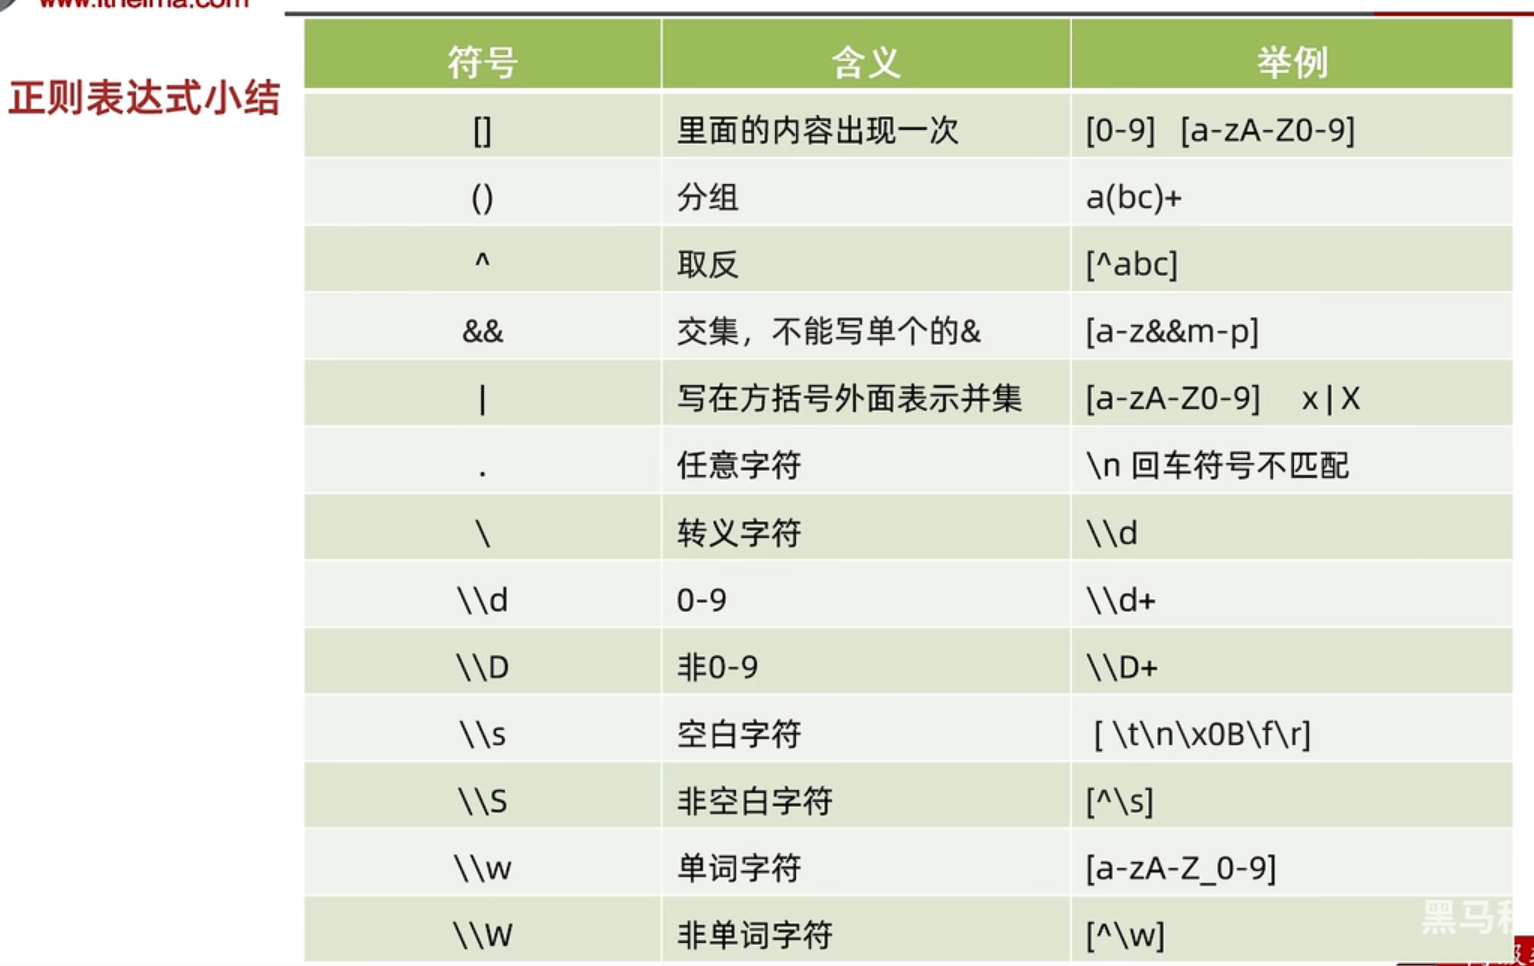 www.itheima.com
正则表达式小结
符号 含义 举例
[] 里面的内容出现一次 [0-9] [a-zA-Z0-9]
() 分组 a(bc)+
^ 取反 [^abc]
&& 交集，不能写单个的& [a-z&&m-p]
| 写在方括号外面表示并集 [a-zA-Z0-9] x|X
. 任意字符 \n 回车符号不匹配
\ 转义字符 \\d
\\d 0-9 \\d+
\\D 非0-9 \\D+
\\s 空白字符 [ \t\n\x0B\f\r]
\\S 非空白字符 [^\s]
\\w 单词字符 [a-zA-Z_0-9]
\\W 非单词字符 [^\w]
黑马